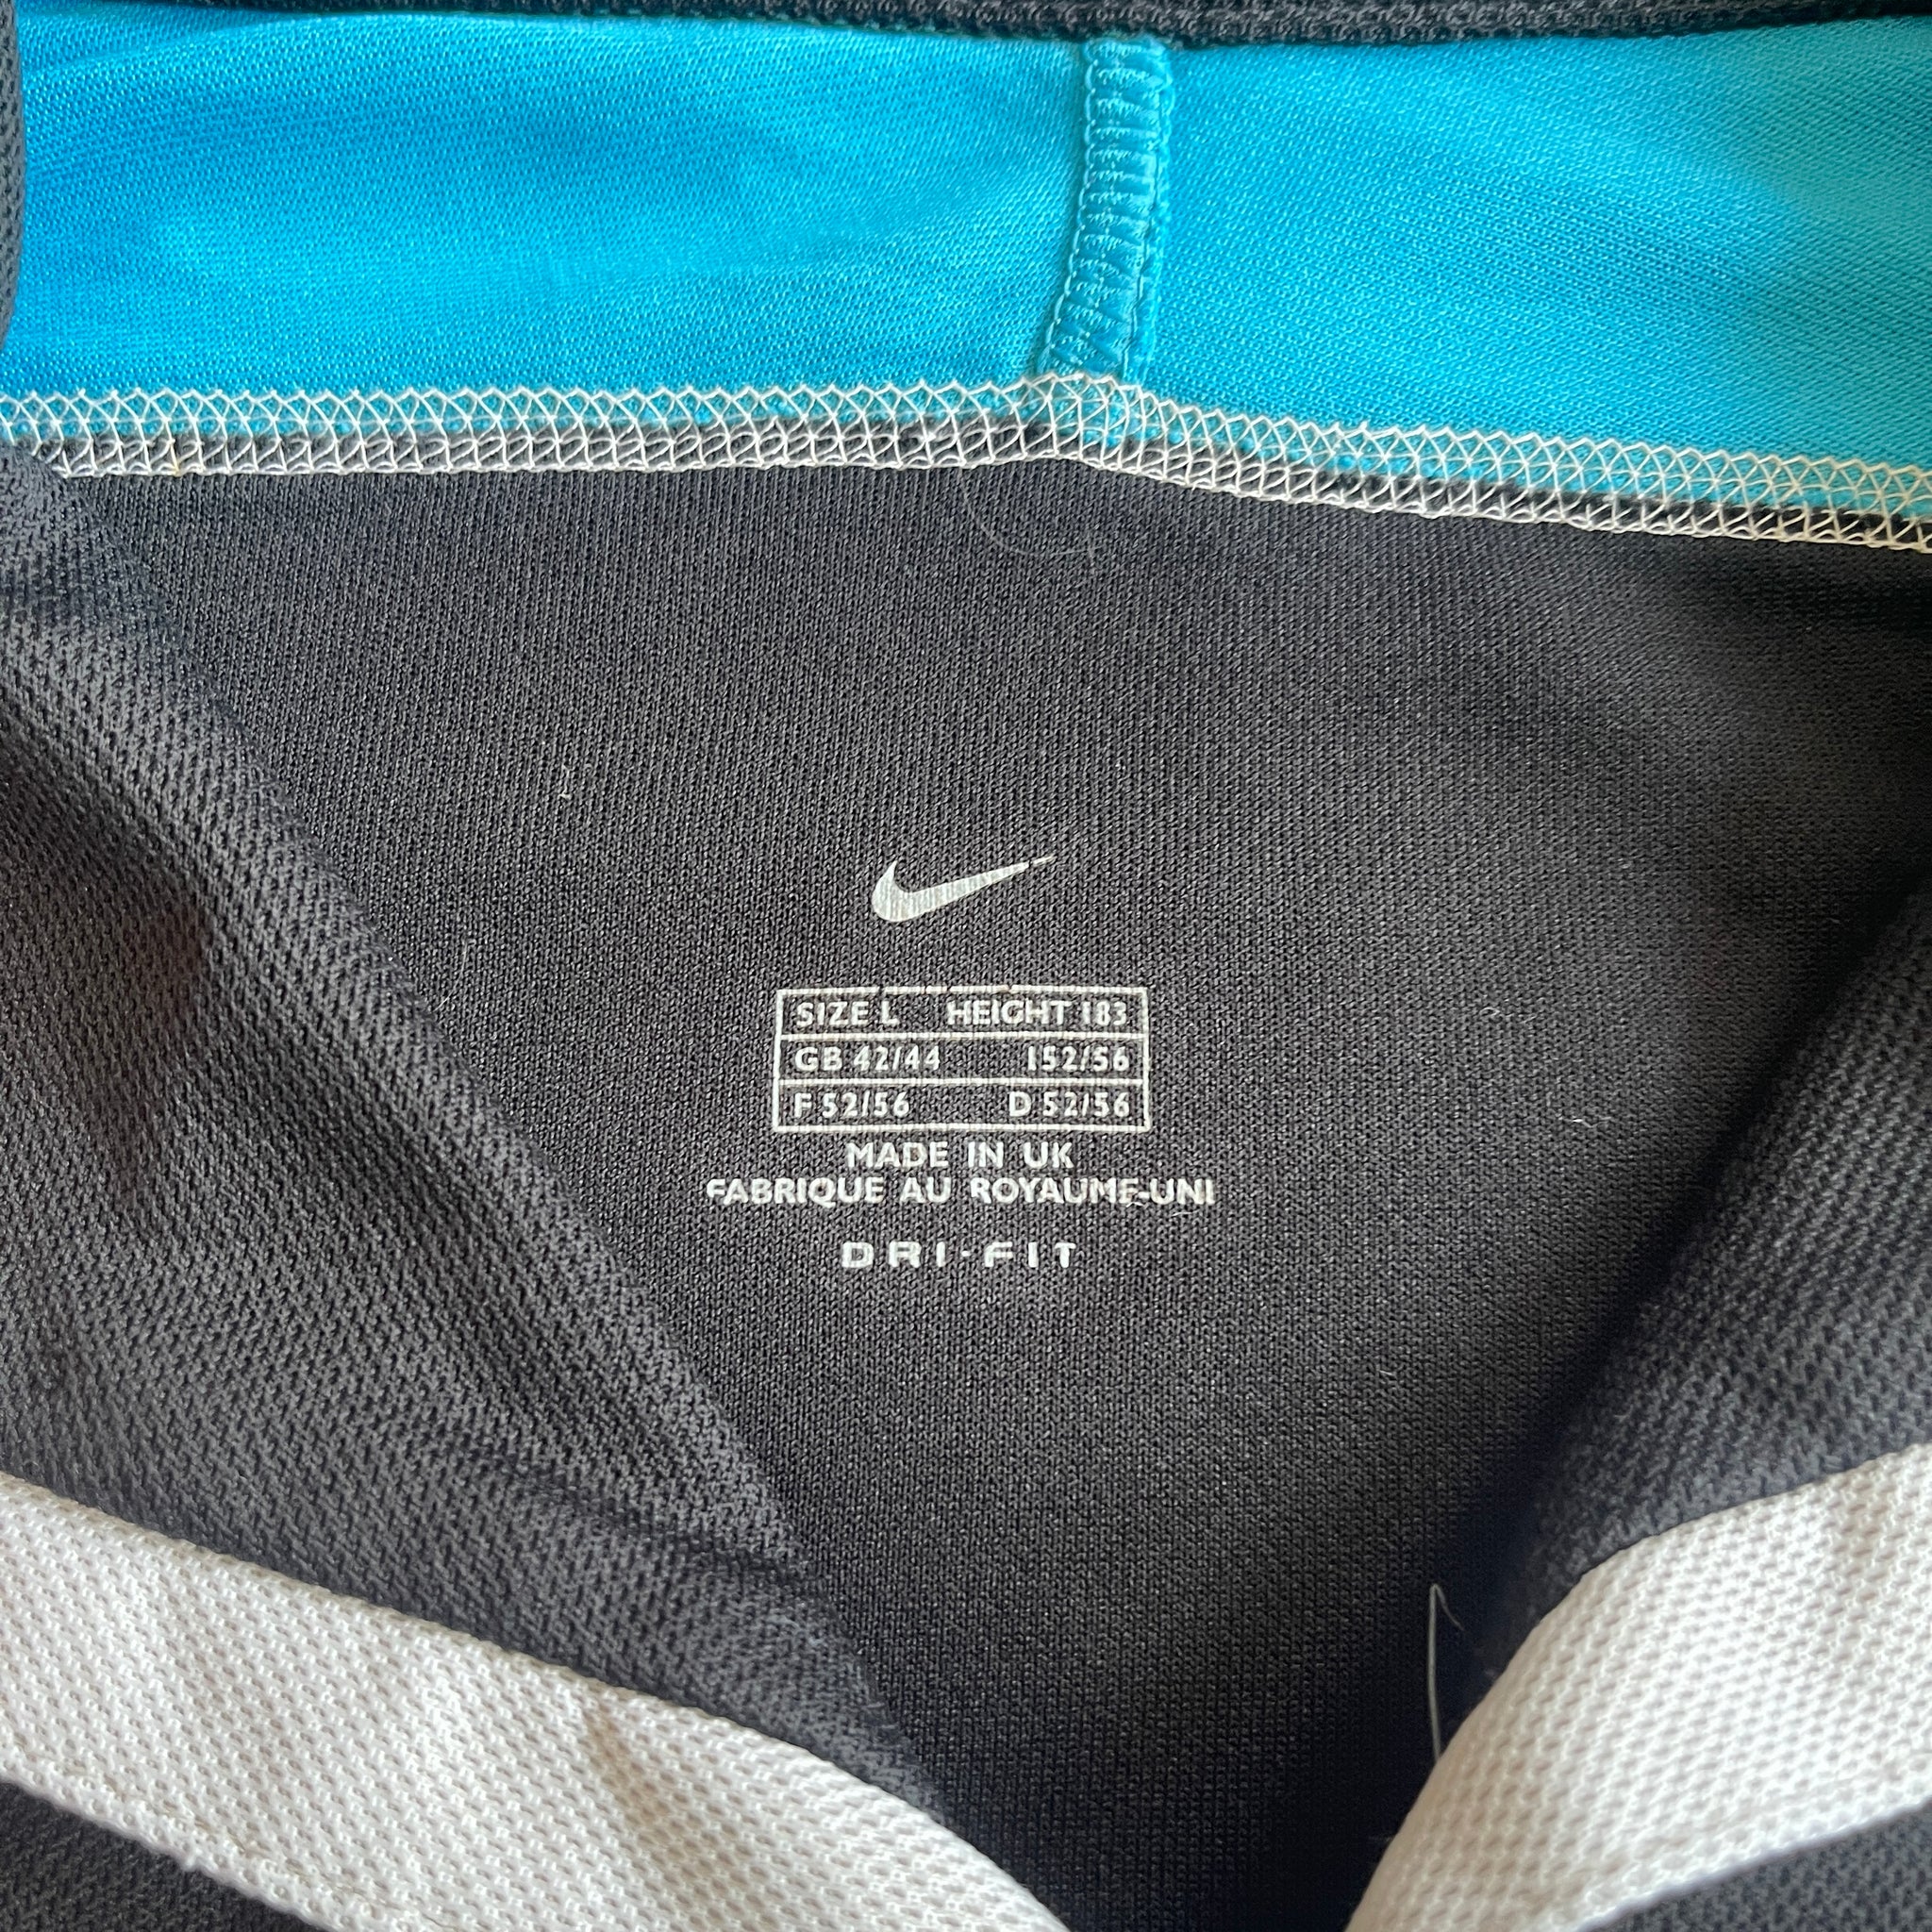 SIZE L HEIGHT 183
GB 42/44 I 52/56
F 52/56 D 52/56
MADE IN UK
FABRIQUE AU ROYAUME-UNI
DRI-FIT